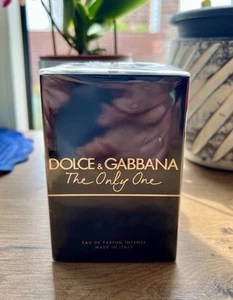 DOLCE & GABBANA
The Only One
EAU DE PARFUM INTENSE
MADE IN ITALY